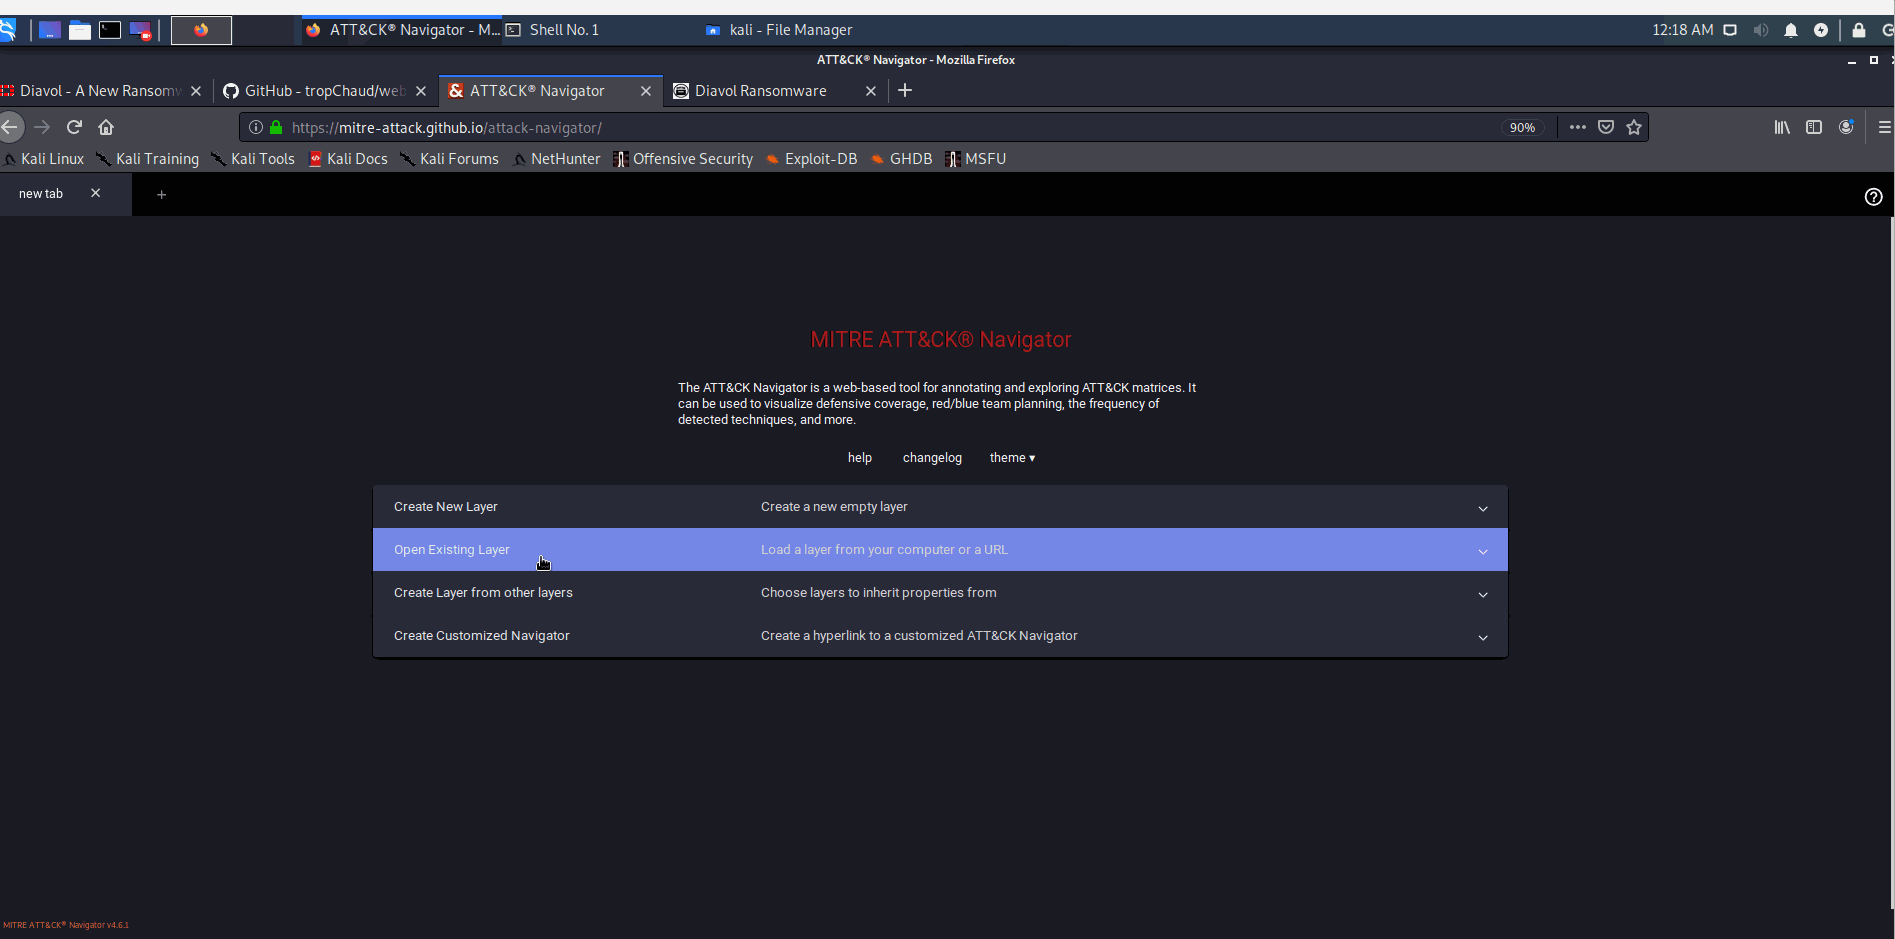 ATT&CK® Navigator - M... Shell No. 1 kali - File Manager 12:18 AM
ATT&CK® Navigator - Mozilla Firefox
Diavol - A New Ransomw GitHub - tropChaud/web ATT&CK® Navigator Diavol Ransomware
https://mitre-attack.github.io/attack-navigator/ 90%
Kali Linux Kali Training Kali Tools Kali Docs Kali Forums NetHunter Offensive Security Exploit-DB GHDB MSFU
new tab
MITRE ATT&CK® Navigator
The ATT&CK Navigator is a web-based tool for annotating and exploring ATT&CK matrices. It
can be used to visualize defensive coverage, red/blue team planning, the frequency of
detected techniques, and more.
help changelog theme ▾
Create New Layer Create a new empty layer
Open Existing Layer Load a layer from your computer or a URL
Create Layer from other layers Choose layers to inherit properties from
Create Customized Navigator Create a hyperlink to a customized ATT&CK Navigator
MITRE ATT&CK® Navigator v4.6.1